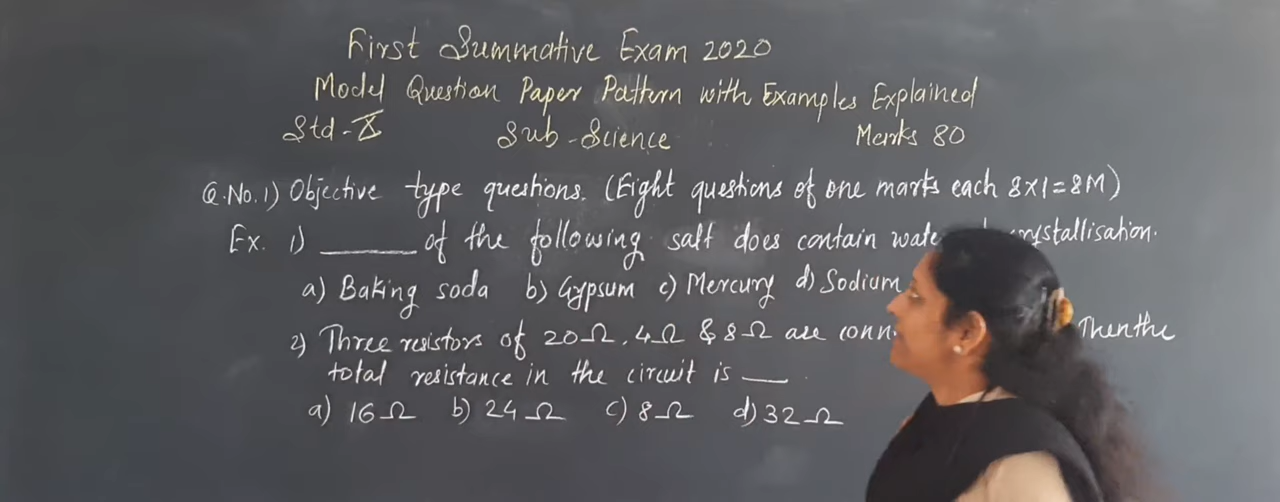 First Summative Exam 2020
Model Question Paper Pattern with Examples Explained
Std-X Sub-Science Marks 80
Q.No.1) Objective type questions. (Eight questions of one marks each 8x1=8M)
Ex. 1) ______ of the following salt does contain wate crystallisation.
a) Baking soda b) Gypsum c) Mercury d) Sodium
2) Three resistors of 20Ω, 4Ω & 8Ω are conn Then the
total resistance in the circuit is ___
a) 16Ω b) 24Ω c) 8Ω d) 32Ω